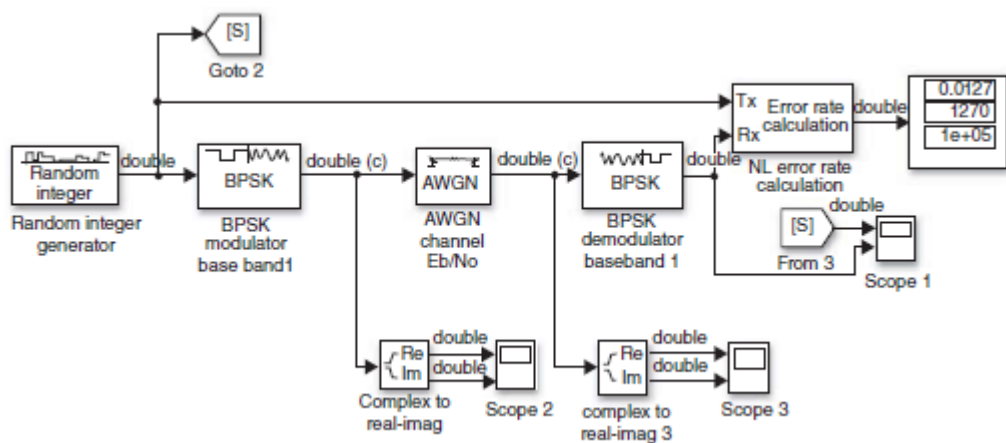 [S]
Goto 2
Random
integer
Random integer
generator
double
BPSK
BPSK
modulator
base band1
double (c)
AWGN
AWGN
channel
Eb/No
double (c)
BPSK
BPSK
demodulator
baseband 1
double
Tx
Rx
Error rate
calculation
NL error rate
calculation
double
0.0127
1270
1e+05
[S]
From 3
double
Scope 1
Re
Im
Complex to
real-imag
double
double
Scope 2
Re
Im
complex to
real-imag 3
double
double
Scope 3